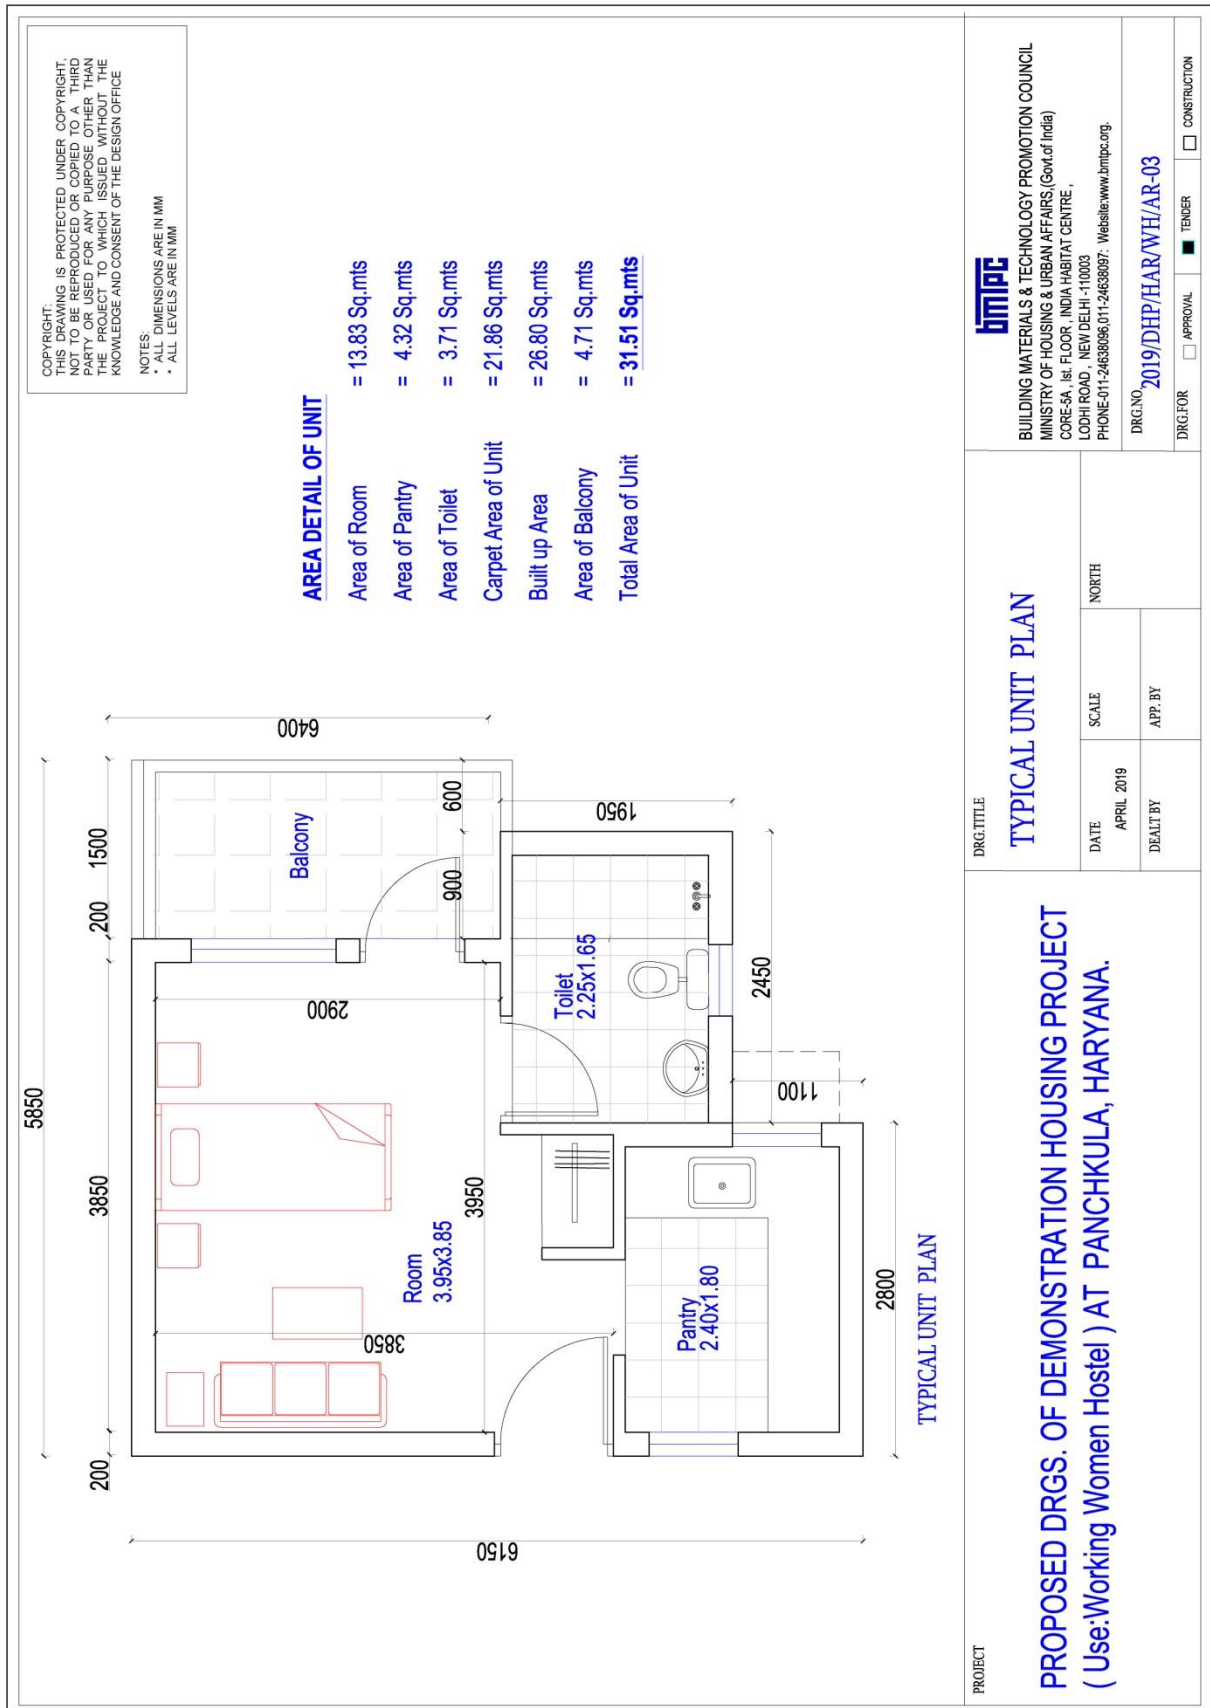 COPYRIGHT:
THIS DRAWING IS PROTECTED UNDER COPYRIGHT,
NOT TO BE REPRODUCED OR COPIED TO A THIRD
PARTY OR USED FOR ANY PURPOSE OTHER THAN
THE PROJECT TO WHICH ISSUED WITHOUT THE
KNOWLEDGE AND CONSENT OF THE DESIGN OFFICE
NOTES:
* ALL DIMENSIONS ARE IN MM
* ALL LEVELS ARE IN MM
5850
200
3850
200
1500
6150
6400
Balcony
2900
900
600
Room
3.95x3.85
3850
3950
Toilet
2.25x1.65
1950
Pantry
2.40x1.80
1100
2450
2800
TYPICAL UNIT PLAN
AREA DETAIL OF UNIT
Area of Room = 13.83 Sq.mts
Area of Pantry = 4.32 Sq.mts
Area of Toilet = 3.71 Sq.mts
Carpet Area of Unit = 21.86 Sq.mts
Built up Area = 26.80 Sq.mts
Area of Balcony = 4.71 Sq.mts
Total Area of Unit = 31.51 Sq.mts
PROJECT
PROPOSED DRGS. OF DEMONSTRATION HOUSING PROJECT
( Use:Working Women Hostel ) AT PANCHKULA, HARYANA.
DRG.TITLE
TYPICAL UNIT PLAN
DATE
APRIL 2019
SCALE
NORTH
DEALT BY
APP. BY
bmtpc
BUILDING MATERIALS & TECHNOLOGY PROMOTION COUNCIL
MINISTRY OF HOUSING & URBAN AFFAIRS,(Govt.of India)
CORE-5A , Ist. FLOOR , INDIA HABITAT CENTRE ,
LODHI ROAD , NEW DELHI -110003
PHONE-011-24638096,011-24638097: Website:www.bmtpc.org.
DRG.NO.
2019/DHP/HAR/WH/AR-03
DRG.FOR
APPROVAL
TENDER
CONSTRUCTION